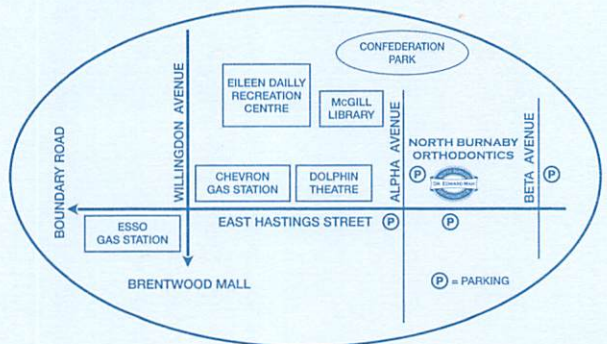 CONFEDERATION
PARK
EILEEN DAILLY
RECREATION
CENTRE
McGILL
LIBRARY
WILLINGDON AVENUE
BOUNDARY ROAD
ALPHA AVENUE
BETA AVENUE
NORTH BURNABY
ORTHODONTICS
P
P
CHEVRON
GAS STATION
DOLPHIN
THEATRE
ESSO
GAS STATION
EAST HASTINGS STREET
P
P
BRENTWOOD MALL
P = PARKING